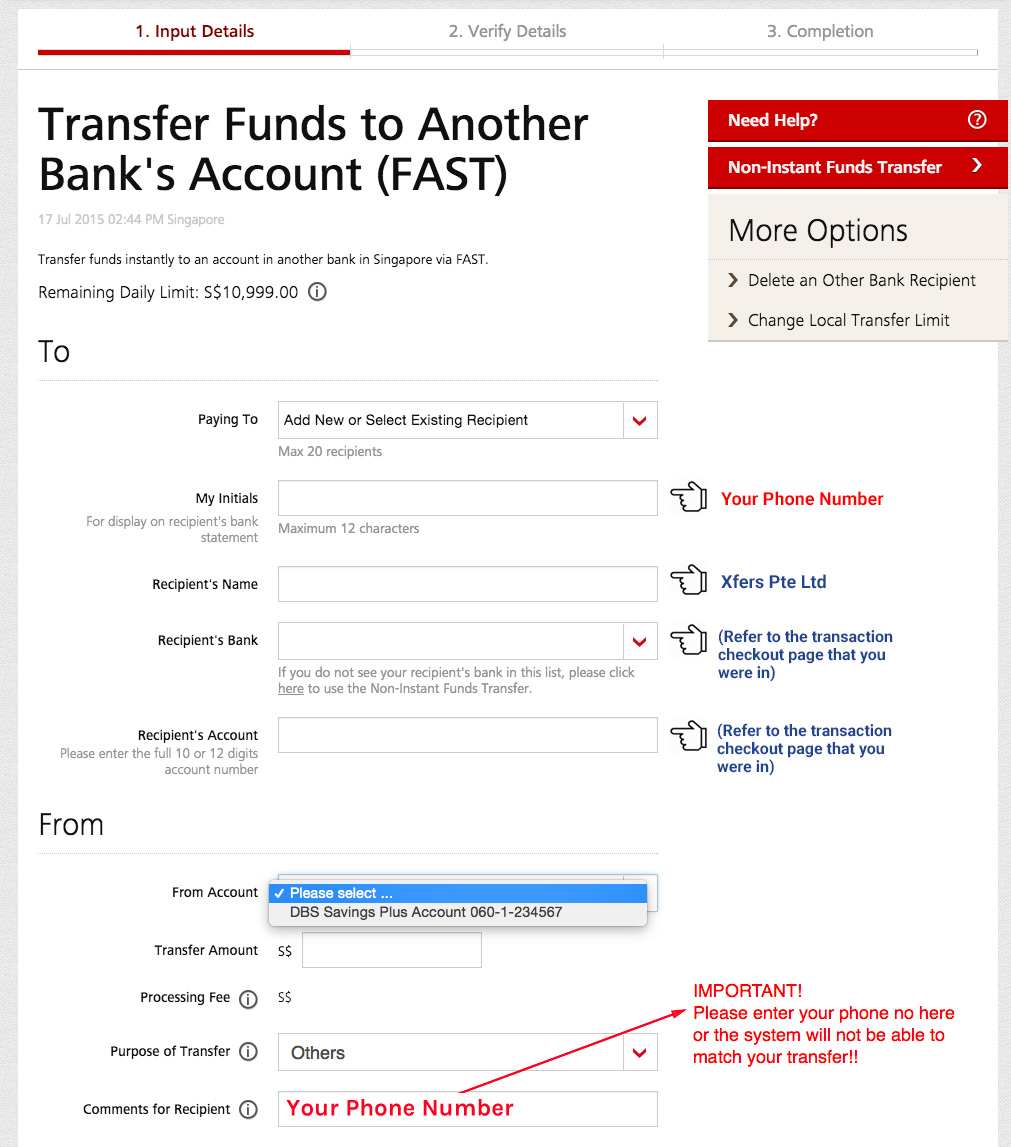 1. Input Details
2. Verify Details
3. Completion
Transfer Funds to Another
Bank's Account (FAST)
17 Jul 2015 02:44 PM Singapore
Transfer funds instantly to an account in another bank in Singapore via FAST.
Remaining Daily Limit: S$10,999.00
Need Help?
Non-Instant Funds Transfer
More Options
Delete an Other Bank Recipient
Change Local Transfer Limit
To
Paying To
Add New or Select Existing Recipient
Max 20 recipients
My Initials
For display on recipient's bank
statement
Maximum 12 characters
Your Phone Number
Recipient's Name
Xfers Pte Ltd
Recipient's Bank
If you do not see your recipient's bank in this list, please click
here to use the Non-Instant Funds Transfer.
(Refer to the transaction
checkout page that you
were in)
Recipient's Account
Please enter the full 10 or 12 digits
account number
(Refer to the transaction
checkout page that you
were in)
From
From Account
Please select ...
DBS Savings Plus Account 060-1-234567
Transfer Amount
S$
Processing Fee
S$
IMPORTANT!
Please enter your phone no here
or the system will not be able to
match your transfer!!
Purpose of Transfer
Others
Comments for Recipient
Your Phone Number